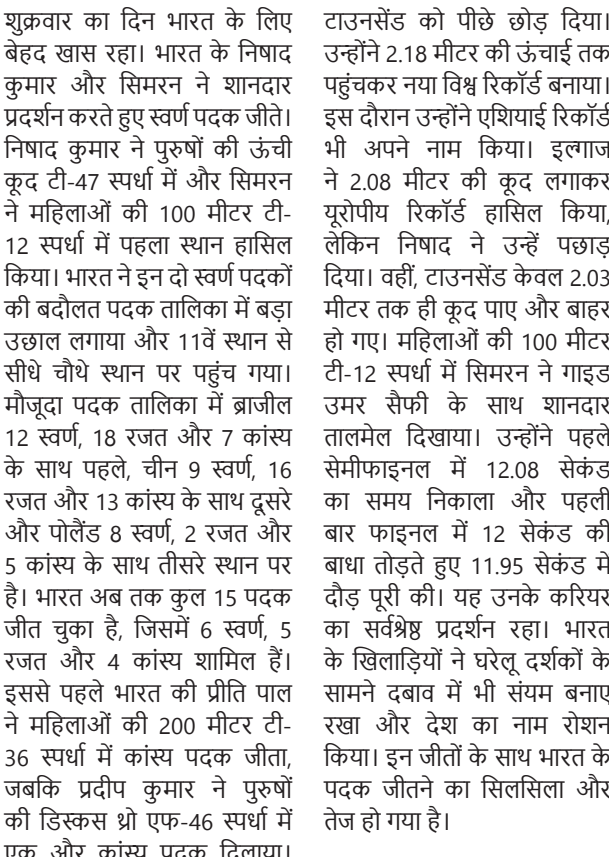 शुक्रवार का दिन भारत के लिए
बेहद खास रहा। भारत के निषाद
कुमार और सिमरन ने शानदार
प्रदर्शन करते हुए स्वर्ण पदक जीते।
निषाद कुमार ने पुरुषों की ऊंची
कूद टी-47 स्पर्धा में और सिमरन
ने महिलाओं की 100 मीटर टी-
12 स्पर्धा में पहला स्थान हासिल
किया। भारत ने इन दो स्वर्ण पदकों
की बदौलत पदक तालिका में बड़ा
उछाल लगाया और 11वें स्थान से
सीधे चौथे स्थान पर पहुंच गया।
मौजूदा पदक तालिका में ब्राजील
12 स्वर्ण, 18 रजत और 7 कांस्य
के साथ पहले, चीन 9 स्वर्ण, 16
रजत और 13 कांस्य के साथ दूसरे
और पोलैंड 8 स्वर्ण, 2 रजत और
5 कांस्य के साथ तीसरे स्थान पर
है। भारत अब तक कुल 15 पदक
जीत चुका है, जिसमें 6 स्वर्ण, 5
रजत और 4 कांस्य शामिल हैं।
इससे पहले भारत की प्रीति पाल
ने महिलाओं की 200 मीटर टी-
36 स्पर्धा में कांस्य पदक जीता,
जबकि प्रदीप कुमार ने पुरुषों
की डिस्कस थ्रो एफ-46 स्पर्धा में
एक और कांस्य पदक दिलाया।
टाउनसेंड को पीछे छोड़ दिया।
उन्होंने 2.18 मीटर की ऊंचाई तक
पहुंचकर नया विश्व रिकॉर्ड बनाया।
इस दौरान उन्होंने एशियाई रिकॉर्ड
भी अपने नाम किया। इल्गाज
ने 2.08 मीटर की कूद लगाकर
यूरोपीय रिकॉर्ड हासिल किया,
लेकिन निषाद ने उन्हें पछाड़
दिया। वहीं, टाउनसेंड केवल 2.03
मीटर तक ही कूद पाए और बाहर
हो गए। महिलाओं की 100 मीटर
टी-12 स्पर्धा में सिमरन ने गाइड
उमर सैफी के साथ शानदार
तालमेल दिखाया। उन्होंने पहले
सेमीफाइनल में 12.08 सेकंड
का समय निकाला और पहली
बार फाइनल में 12 सेकंड की
बाधा तोड़ते हुए 11.95 सेकंड में
दौड़ पूरी की। यह उनके करियर
का सर्वश्रेष्ठ प्रदर्शन रहा। भारत
के खिलाड़ियों ने घरेलू दर्शकों के
सामने दबाव में भी संयम बनाए
रखा और देश का नाम रोशन
किया। इन जीतों के साथ भारत के
पदक जीतने का सिलसिला और
तेज हो गया है।